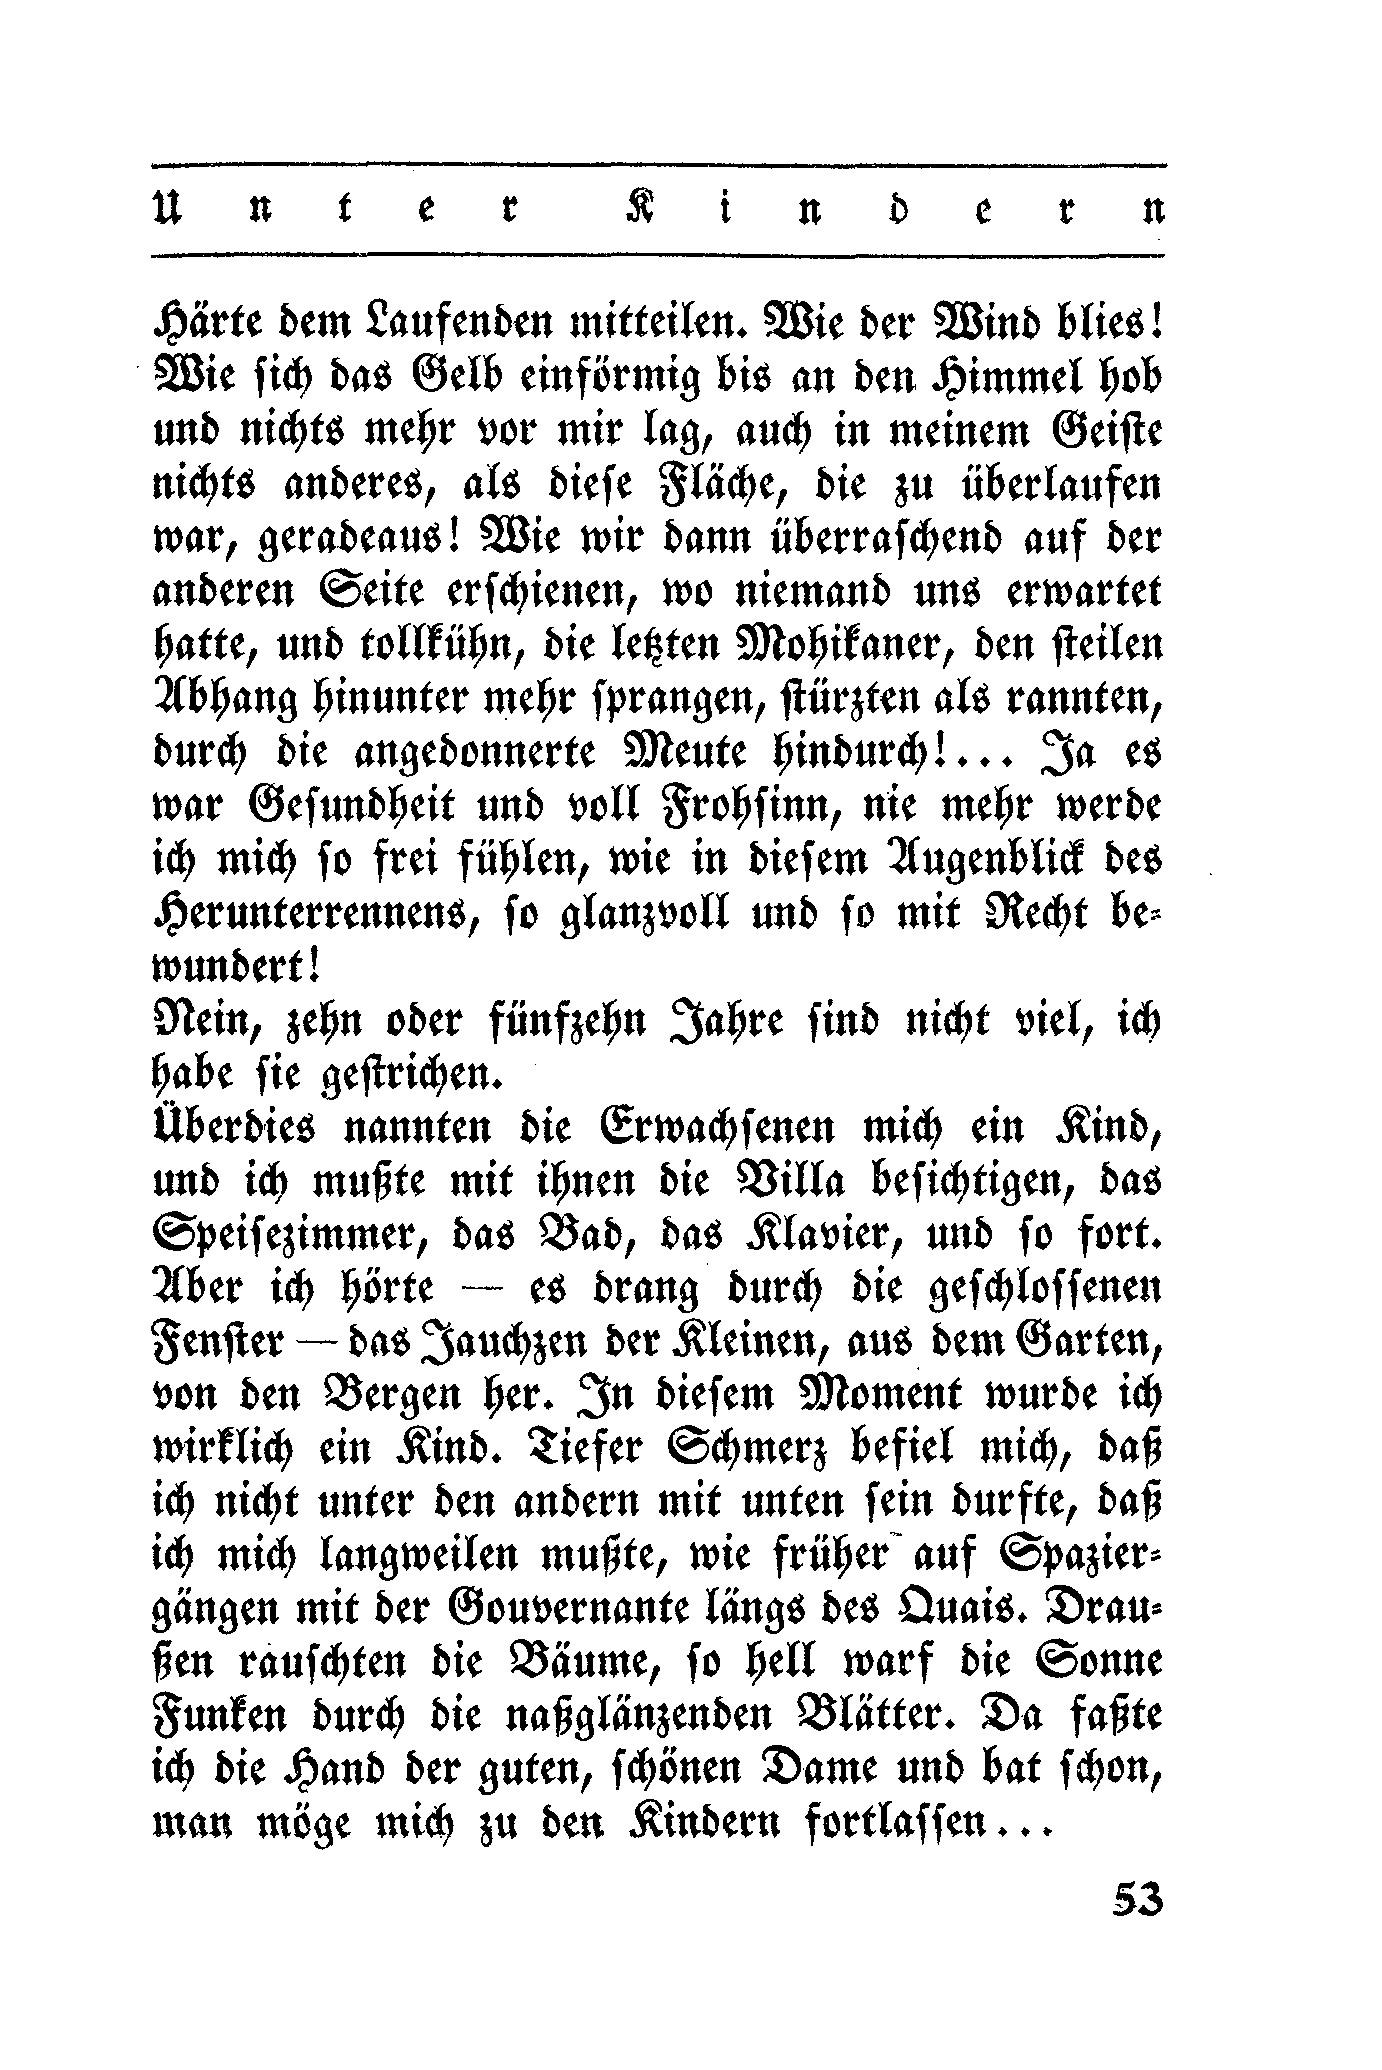 Unter Kindern
Härte dem Laufenden mitteilen. Wie der Wind blies!
Wie sich das Gelb einförmig bis an den Himmel hob
und nichts mehr vor mir lag, auch in meinem Geiste
nichts anderes, als diese Fläche, die zu überlaufen
war, geradeaus! Wie wir dann überraschend auf der
anderen Seite erschienen, wo niemand uns erwartet
hatte, und tollkühn, die letzten Mohikaner, den steilen
Abhang hinunter mehr sprangen, stürzten als rannten,
durch die angedonnerte Meute hindurch!... Ja es
war Gesundheit und voll Frohsinn, nie mehr werde
ich mich so frei fühlen, wie in diesem Augenblick des
Herunterrennens, so glanzvoll und so mit Recht be-
wundert!
Nein, zehn oder fünfzehn Jahre sind nicht viel, ich
habe sie gestrichen.
Überdies nannten die Erwachsenen mich ein Kind,
und ich mußte mit ihnen die Villa besichtigen, das
Speisezimmer, das Bad, das Klavier, und so fort.
Aber ich hörte — es drang durch die geschlossenen
Fenster — das Jauchzen der Kleinen, aus dem Garten,
von den Bergen her. In diesem Moment wurde ich
wirklich ein Kind. Tiefer Schmerz befiel mich, daß
ich nicht unter den andern mit unten sein durfte, daß
ich mich langweilen mußte, wie früher auf Spazier-
gängen mit der Gouvernante längs des Quais. Drau-
ßen rauschten die Bäume, so hell warf die Sonne
Funken durch die naßglänzenden Blätter. Da faßte
ich die Hand der guten, schönen Dame und bat schon,
man möge mich zu den Kindern fortlassen...
53